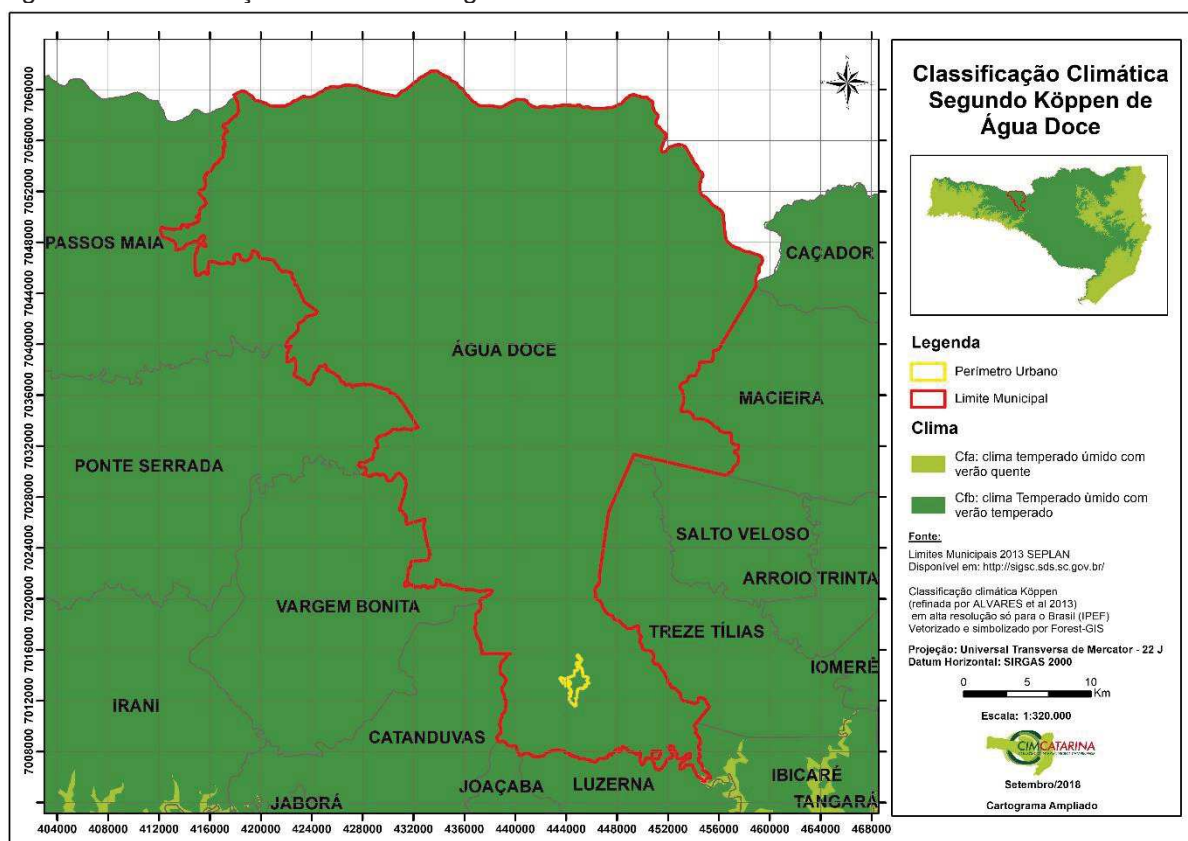 Classificação Climática
Segundo Köppen de
Água Doce
PASSOS MAIA
CAÇADOR
ÁGUA DOCE
MACIEIRA
PONTE SERRADA
SALTO VELOSO
ARROIO TRINTA
VARGEM BONITA
TREZE TÍLIAS
IOMERÊ
IRANI
CATANDUVAS
JOAÇABA
LUZERNA
IBICARÉ
JABORÁ
TANGARÁ
7060000
7056000
7052000
7048000
7044000
7040000
7036000
7032000
7028000
7024000
7020000
7016000
7012000
7008000
404000 408000 412000 416000 420000 424000 428000 432000 436000 440000 444000 448000 452000 456000 460000 464000 468000
Legenda
Perímetro Urbano
Limite Municipal
Clima
Cfa: clima temperado úmido com
verão quente
Cfb: clima Temperado úmido com
verão temperado
Fonte:
Limites Municipais 2013 SEPLAN
Disponível em: http://sigsc.sds.sc.gov.br/
Classificação climática Köppen
(refinada por ALVARES et al 2013)
em alta resolução só para o Brasil (IPEF)
Vetorizado e simbolizado por Forest-GIS
Projeção: Universal Transversa de Mercator - 22 J
Datum Horizontal: SIRGAS 2000
0 5 10
Km
Escala: 1:320.000
CIMCATARINA
Setembro/2018
Cartograma Ampliado